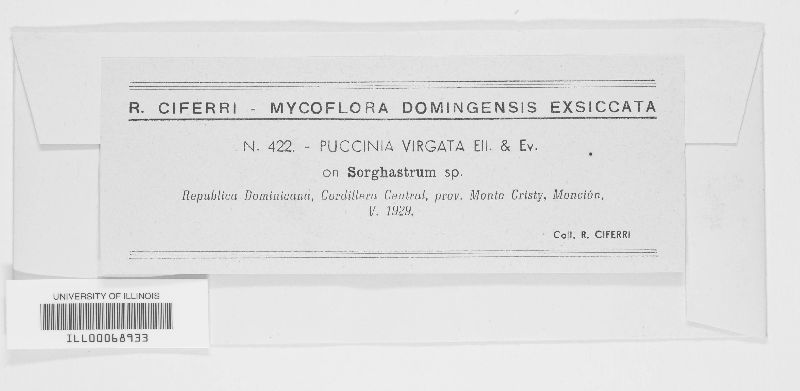 R. CIFERRI - MYCOFLORA DOMINGENSIS EXSICCATA
N. 422. - PUCCINIA VIRGATA Ell. & Ev.
on Sorghastrum sp.
Republica Dominicana, Cordillera Central, prov. Monte Cristy, Monción,
V. 1929.
Coll. R. CIFERRI
UNIVERSITY OF ILLINOIS
ILL00068933